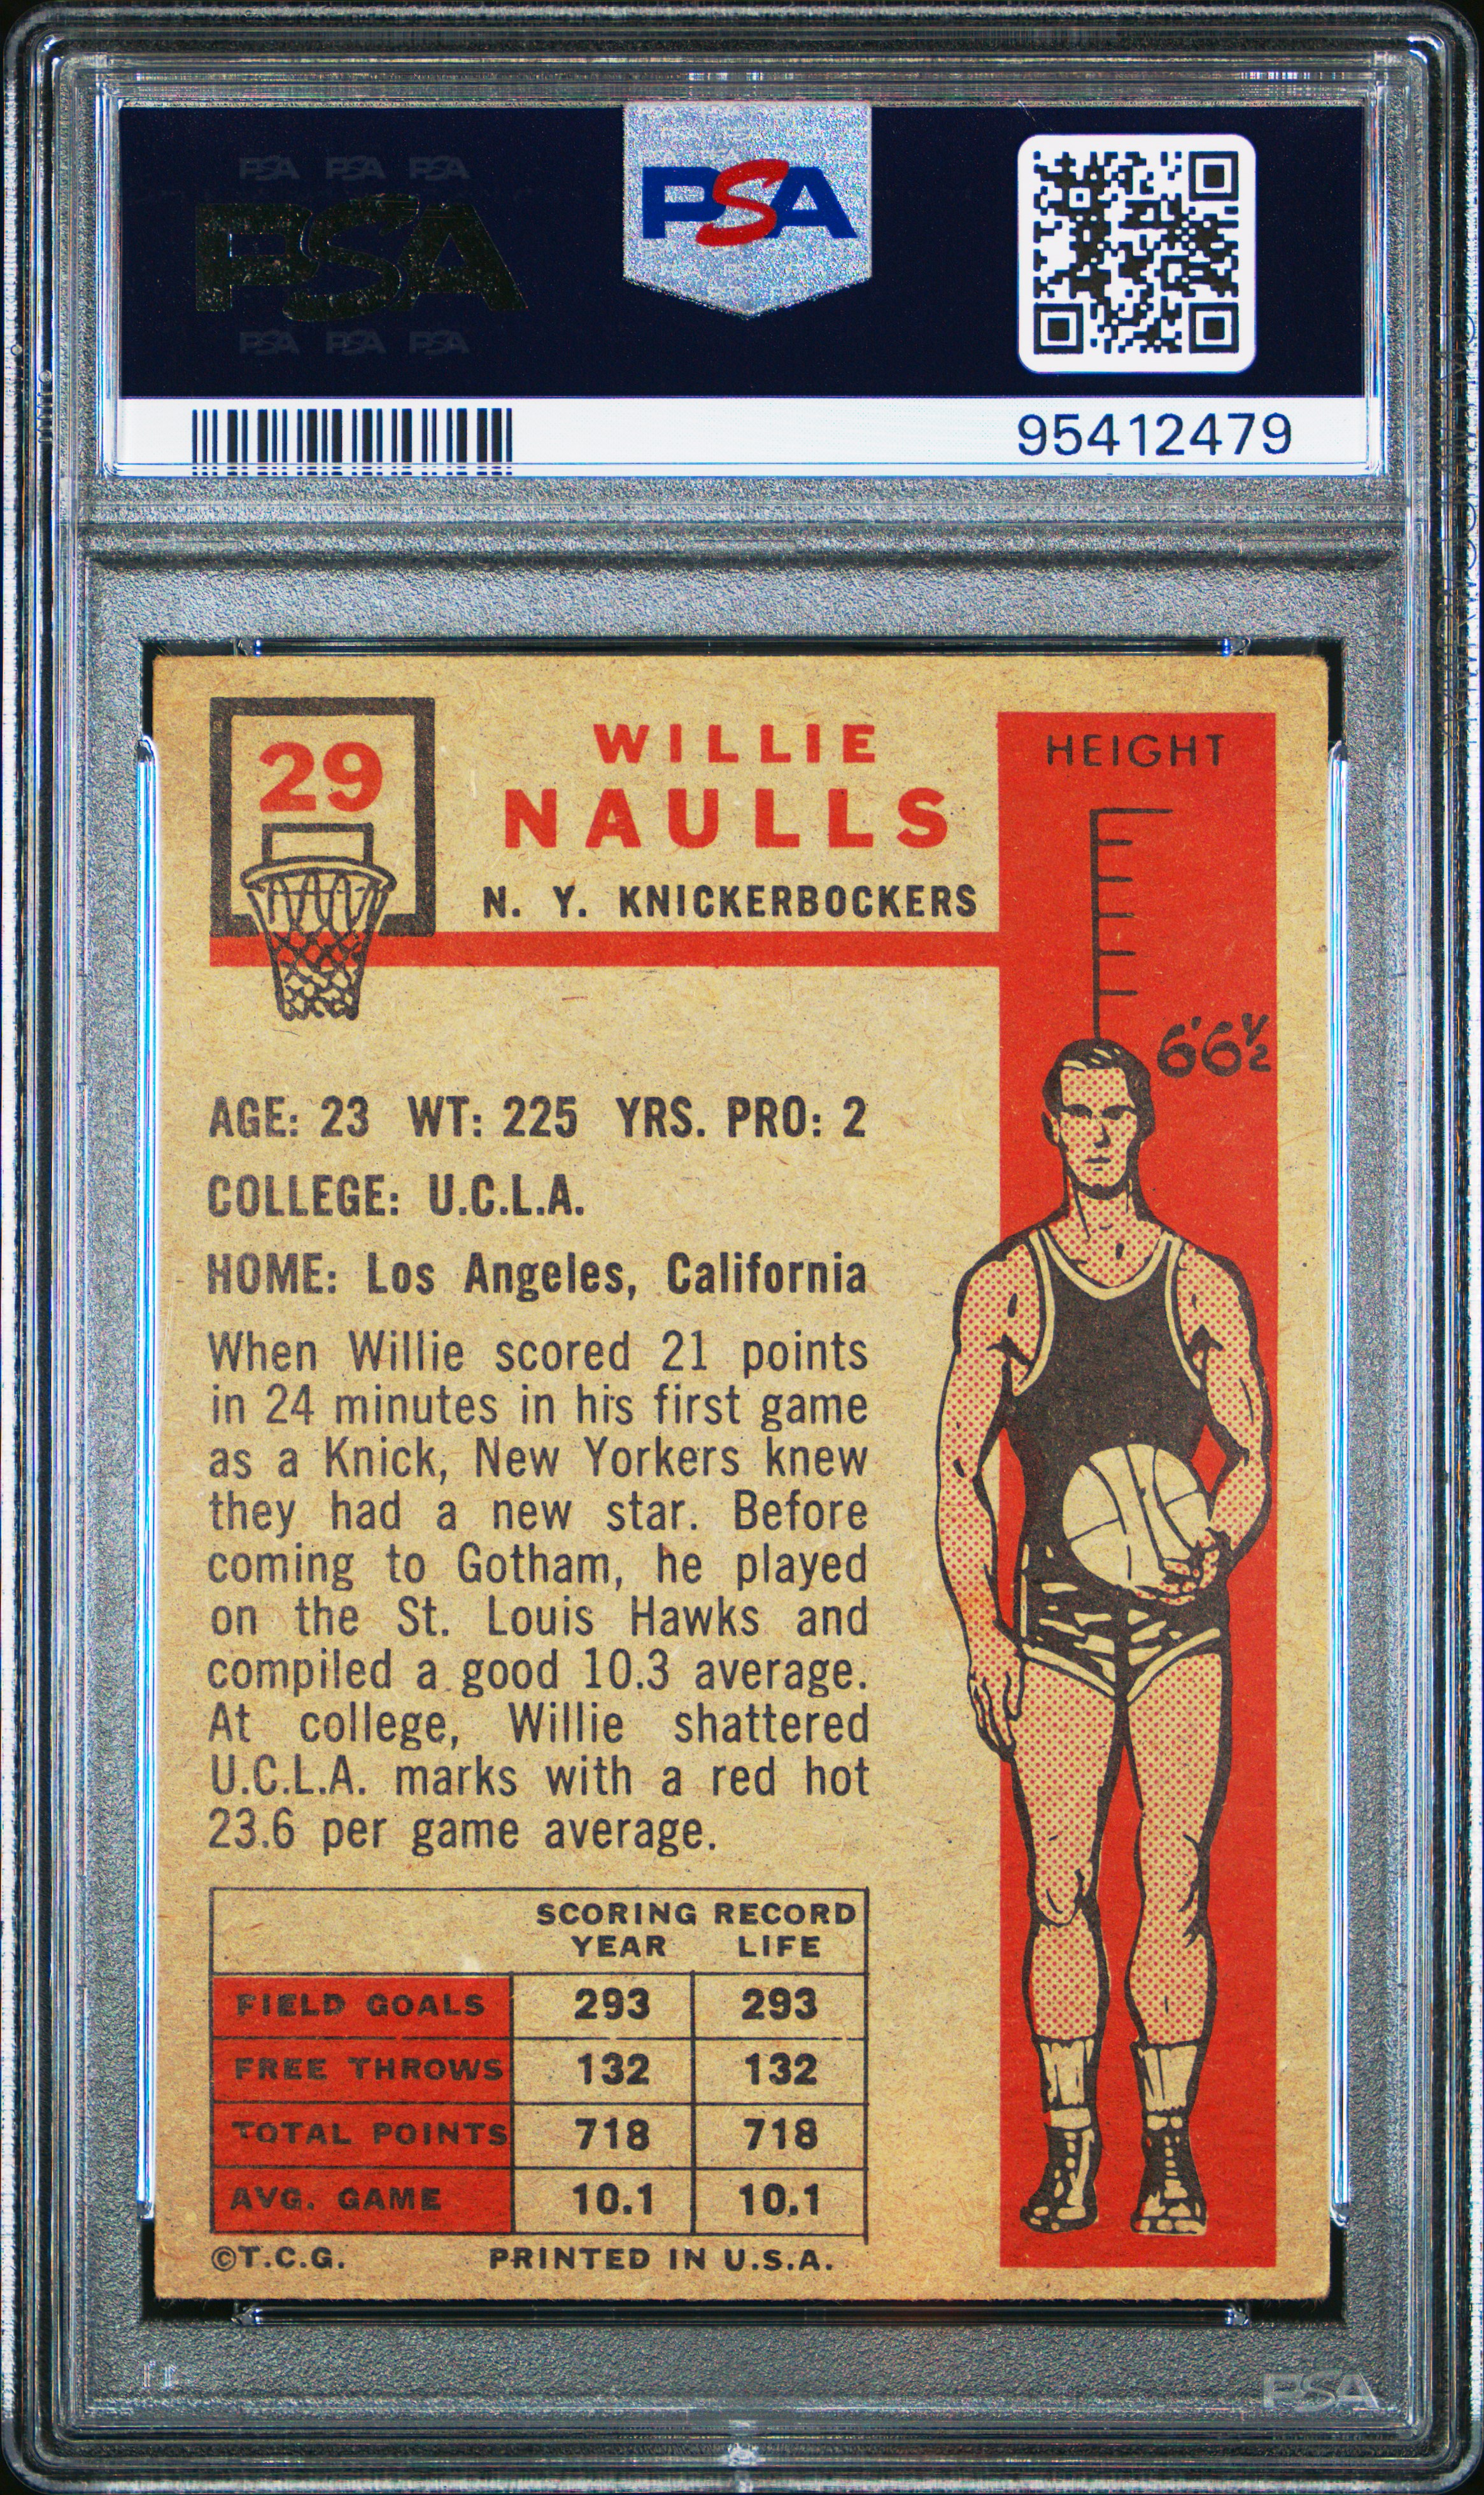 PSA PSA PSA
PSA
PSA PSA PSA
PSA
95412479
29
WILLIE
NAULLS
N. Y. KNICKERBOCKERS
HEIGHT
6'6½
AGE: 23 WT: 225 YRS. PRO: 2
COLLEGE: U.C.L.A.
HOME: Los Angeles, California
When Willie scored 21 points
in 24 minutes in his first game
as a Knick, New Yorkers knew
they had a new star. Before
coming to Gotham, he played
on the St. Louis Hawks and
compiled a good 10.3 average.
At college, Willie shattered
U.C.L.A. marks with a red hot
23.6 per game average.
SCORING RECORD
YEAR LIFE
FIELD GOALS 293 293
FREE THROWS 132 132
TOTAL POINTS 718 718
AVG. GAME 10.1 10.1
©T.C.G. PRINTED IN U.S.A.
PSA